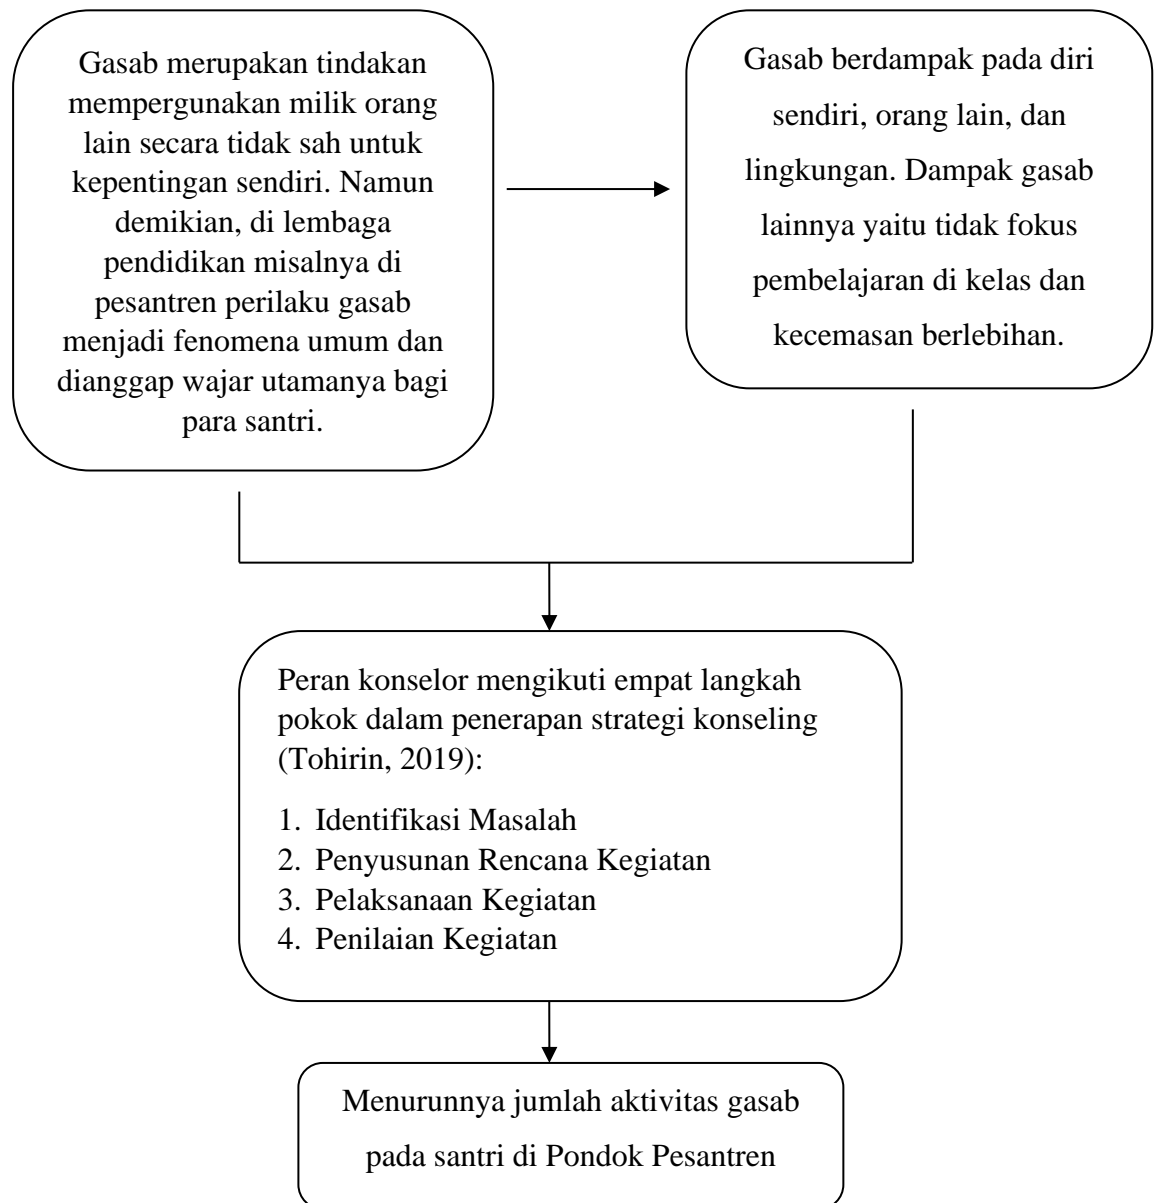 Gasab merupakan tindakan
mempergunakan milik orang
lain secara tidak sah untuk
kepentingan sendiri. Namun
demikian, di lembaga
pendidikan misalnya di
pesantren perilaku gasab
menjadi fenomena umum dan
dianggap wajar utamanya bagi
para santri.
Gasab berdampak pada diri
sendiri, orang lain, dan
lingkungan. Dampak gasab
lainnya yaitu tidak fokus
pembelajaran di kelas dan
kecemasan berlebihan.
Peran konselor mengikuti empat langkah
pokok dalam penerapan strategi konseling
(Tohirin, 2019):
1. Identifikasi Masalah
2. Penyusunan Rencana Kegiatan
3. Pelaksanaan Kegiatan
4. Penilaian Kegiatan
Menurunnya jumlah aktivitas gasab
pada santri di Pondok Pesantren